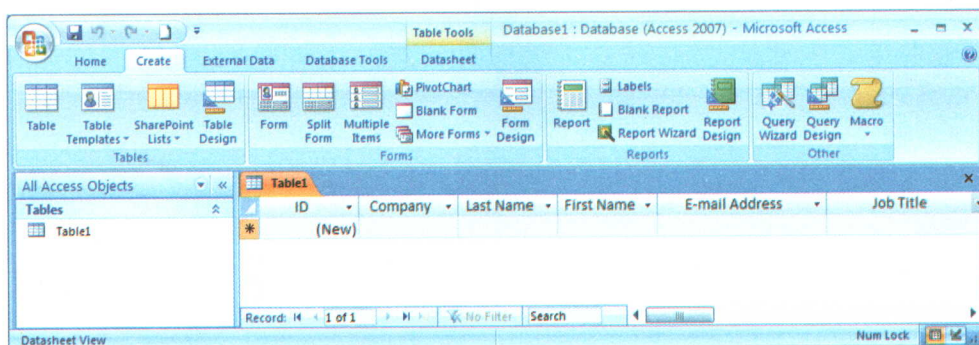 Table Tools Database1 : Database (Access 2007) - Microsoft Access
Home Create External Data Database Tools Datasheet
Table
Table Templates
SharePoint Lists
Table Design
Tables
Form
Split Form
Multiple Items
PivotChart
Blank Form
More Forms
Form Design
Forms
Report
Labels
Blank Report
Report Wizard
Report Design
Reports
Query Wizard
Query Design
Macro
Other
All Access Objects
Tables
Table1
Table1
ID Company Last Name First Name E-mail Address Job Title
(New)
Record: 1 of 1 No Filter Search
Datasheet View Num Lock